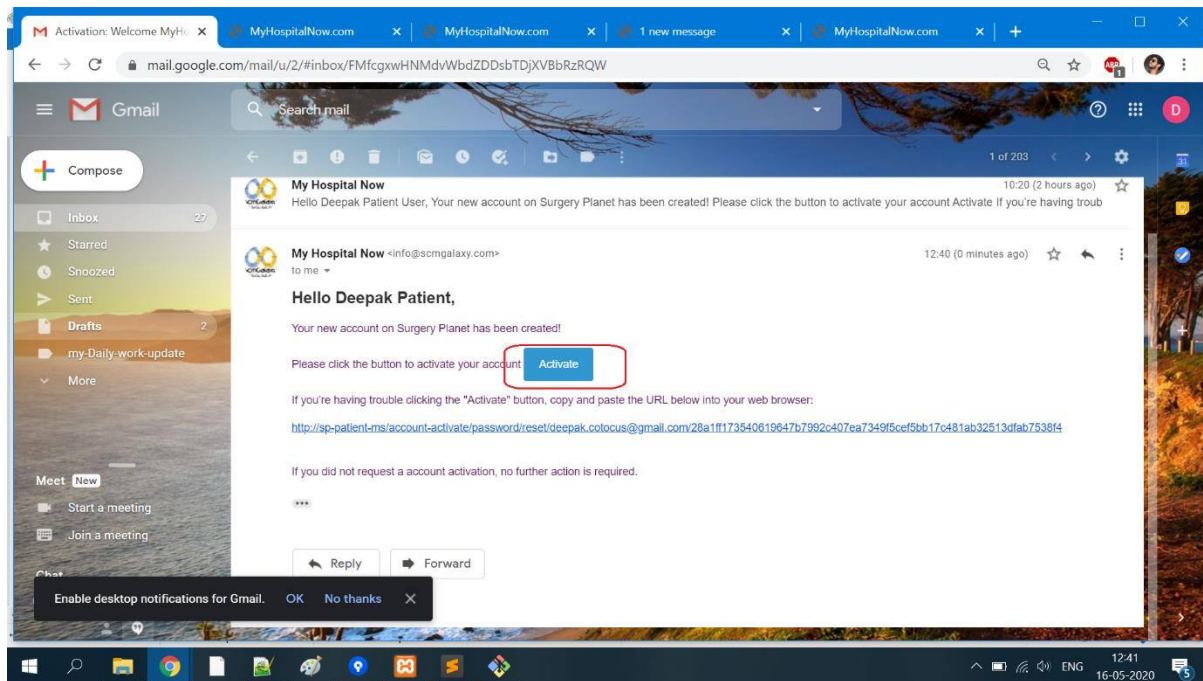 Activation: Welcome MyHo
MyHospitalNow.com
MyHospitalNow.com
1 new message
MyHospitalNow.com
mail.google.com/mail/u/2/#inbox/FMfcgxwHNMdvWbdZDDsbTDjXVBbRzRQW
ABP
1
Gmail
Search mail
D
Compose
1 of 203
31
My Hospital Now
10:20 (2 hours ago)
Hello Deepak Patient User, Your new account on Surgery Planet has been created! Please click the button to activate your account Activate If you're having troub
Inbox 27
Starred
Snoozed
Sent
Drafts 2
my-Daily-work-update
More
My Hospital Now <info@scmgalaxy.com>
12:40 (0 minutes ago)
to me
Hello Deepak Patient,
Your new account on Surgery Planet has been created!
Please click the button to activate your account Activate
If you're having trouble clicking the "Activate" button, copy and paste the URL below into your web browser:
http://sp-patient-ms/account-activate/password/reset/deepak.cotocus@gmail.com/28a1ff173540619647b7992c407ea7349f5cef5bb17c481ab32513dfab7538f4
If you did not request a account activation, no further action is required.
Meet New
Start a meeting
Join a meeting
Chat
Reply
Forward
Enable desktop notifications for Gmail. OK No thanks
ENG
12:41
16-05-2020
5